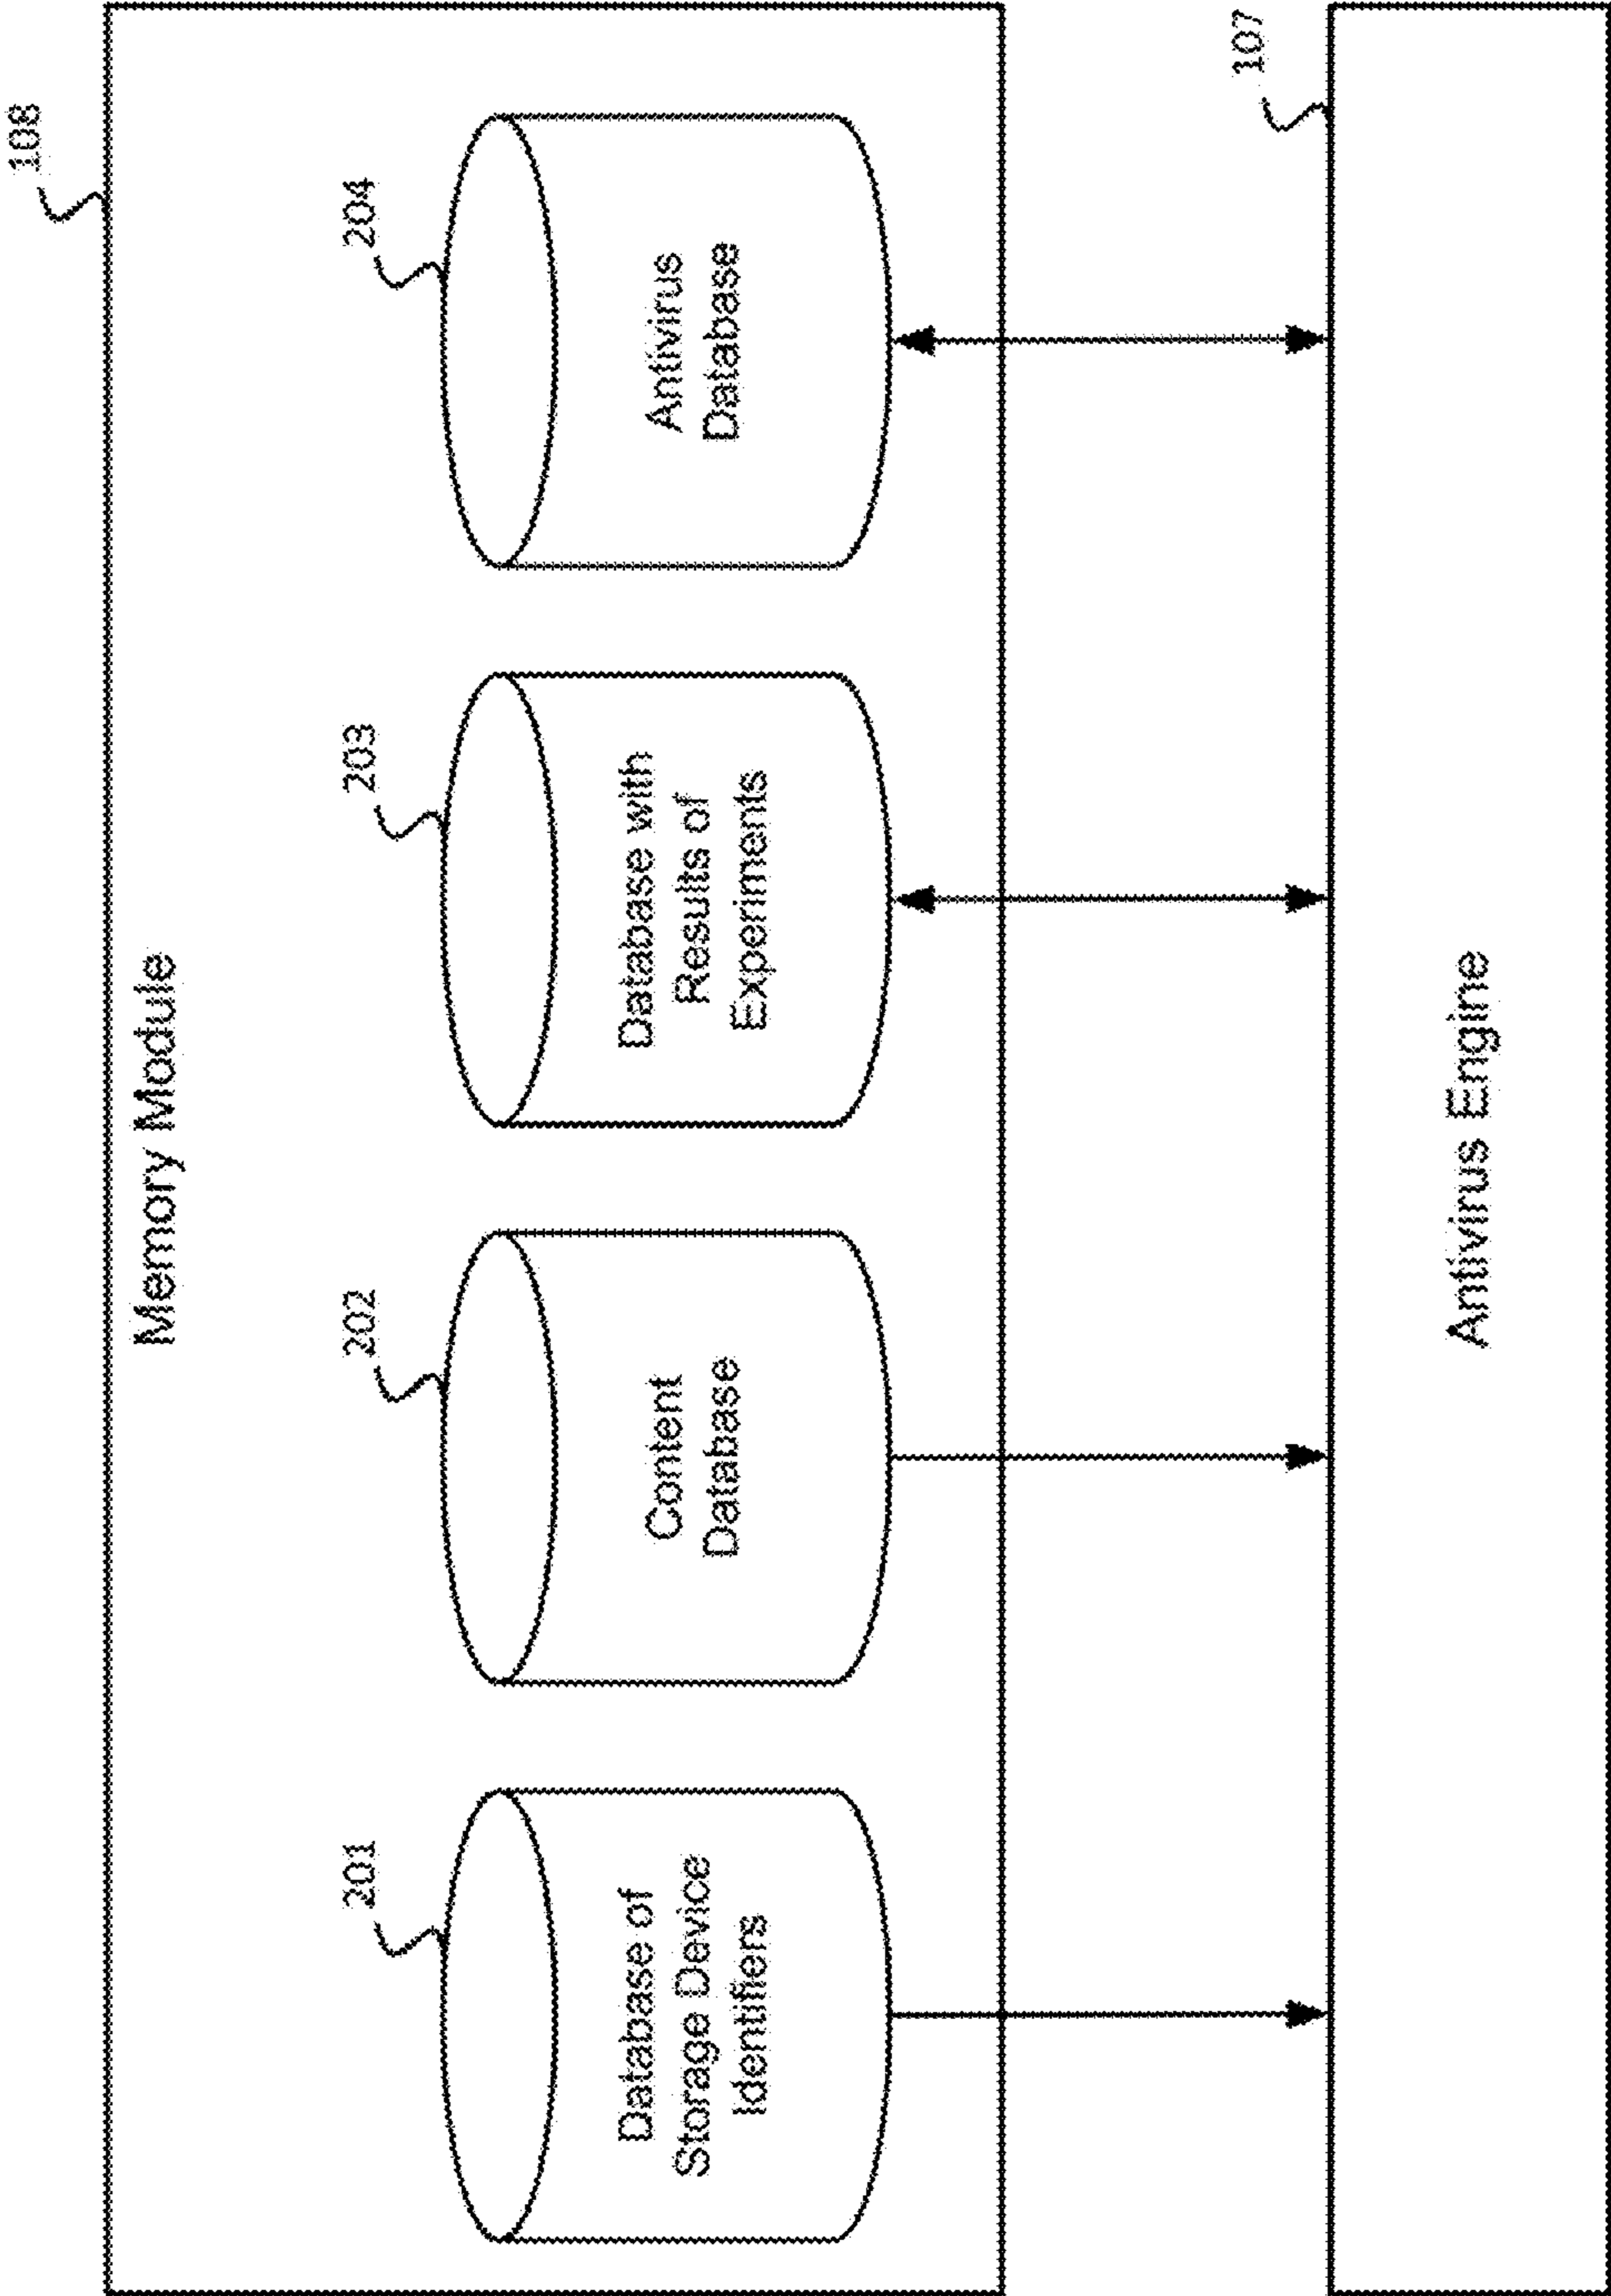 108
Memory Module
201
202
203
204
Database of
Storage Device
Identifiers
Content
Database
Database with
Results of
Experiments
Antivirus
Database
107
Antivirus Engine